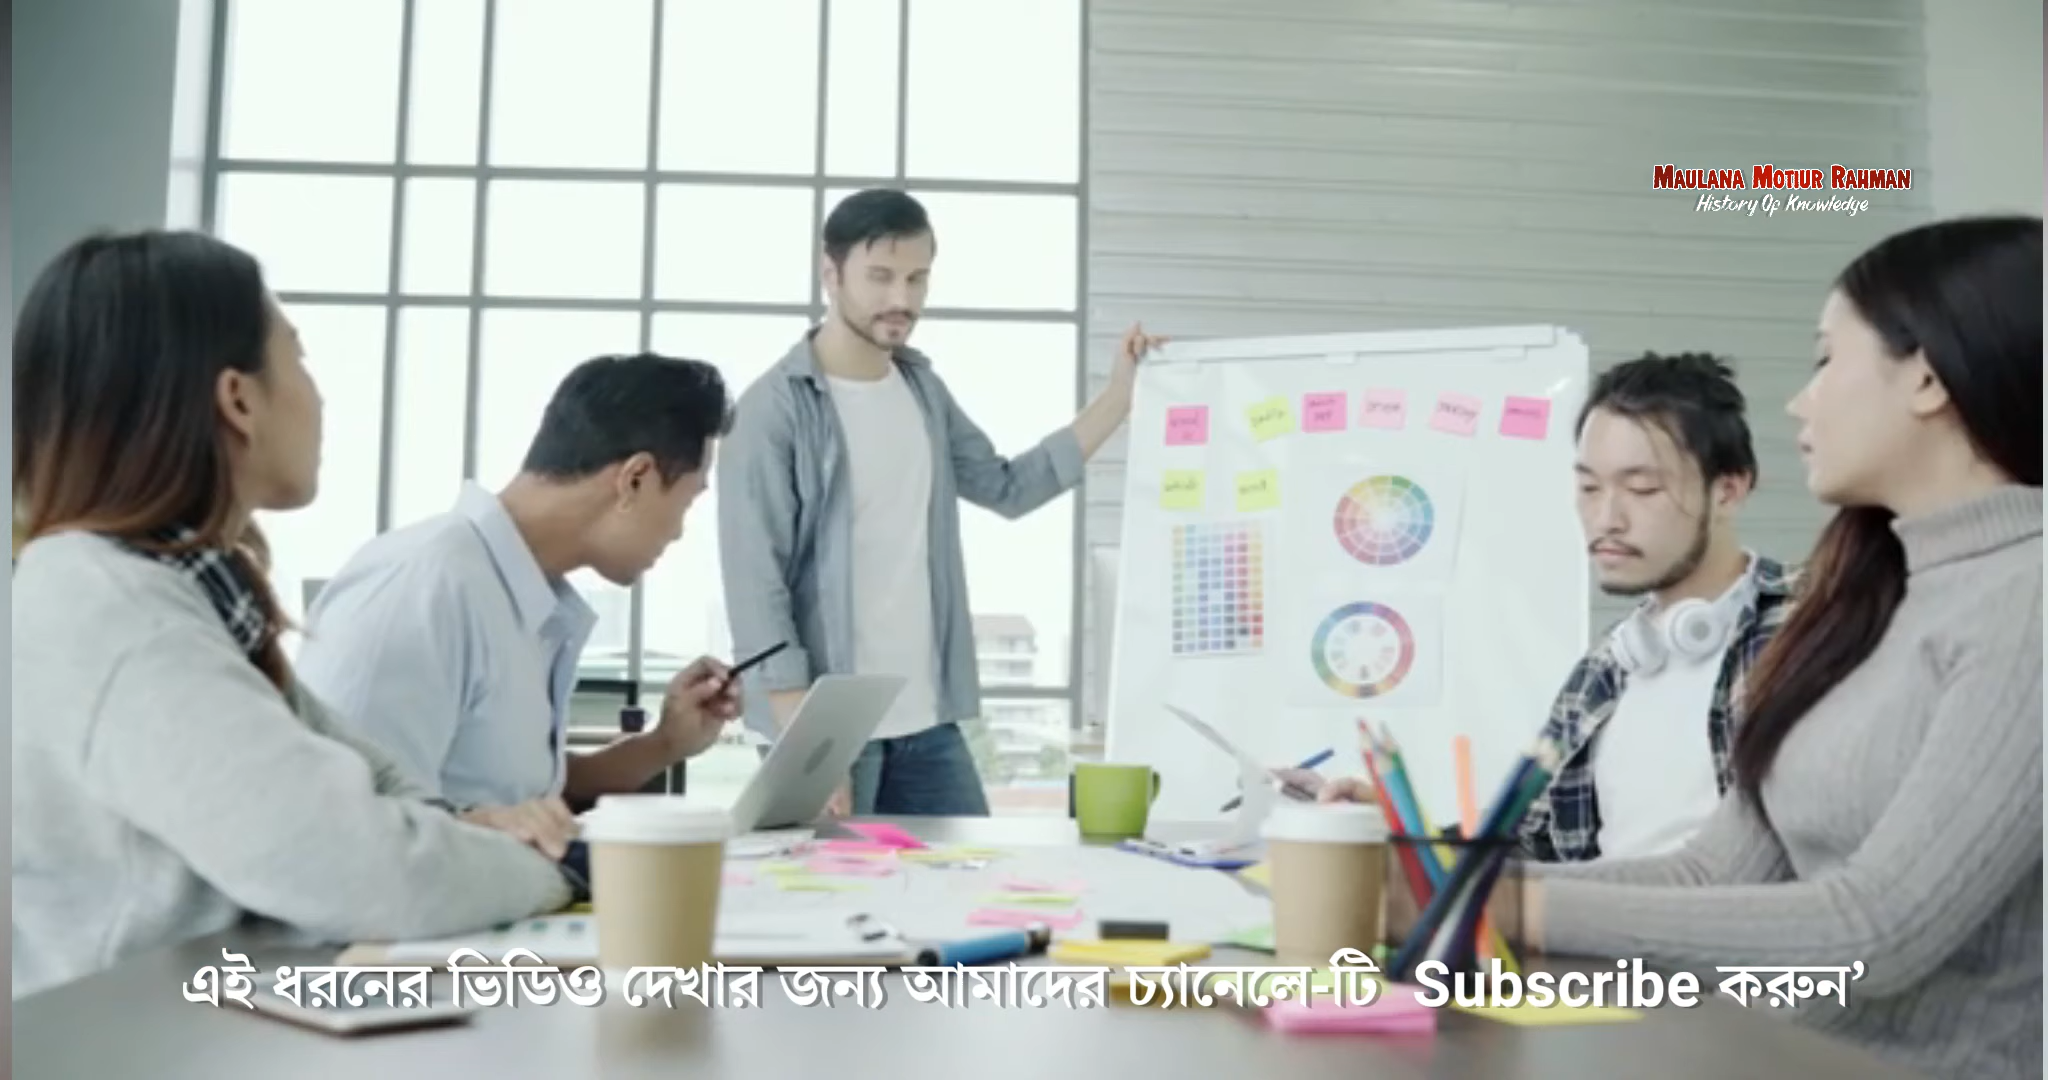 MAULANA MOTIUR RAHMAN
History Of Knowledge
এই ধরনের ভিডিও দেখার জন্য আমাদের চ্যানেলে-টি Subscribe করুন’